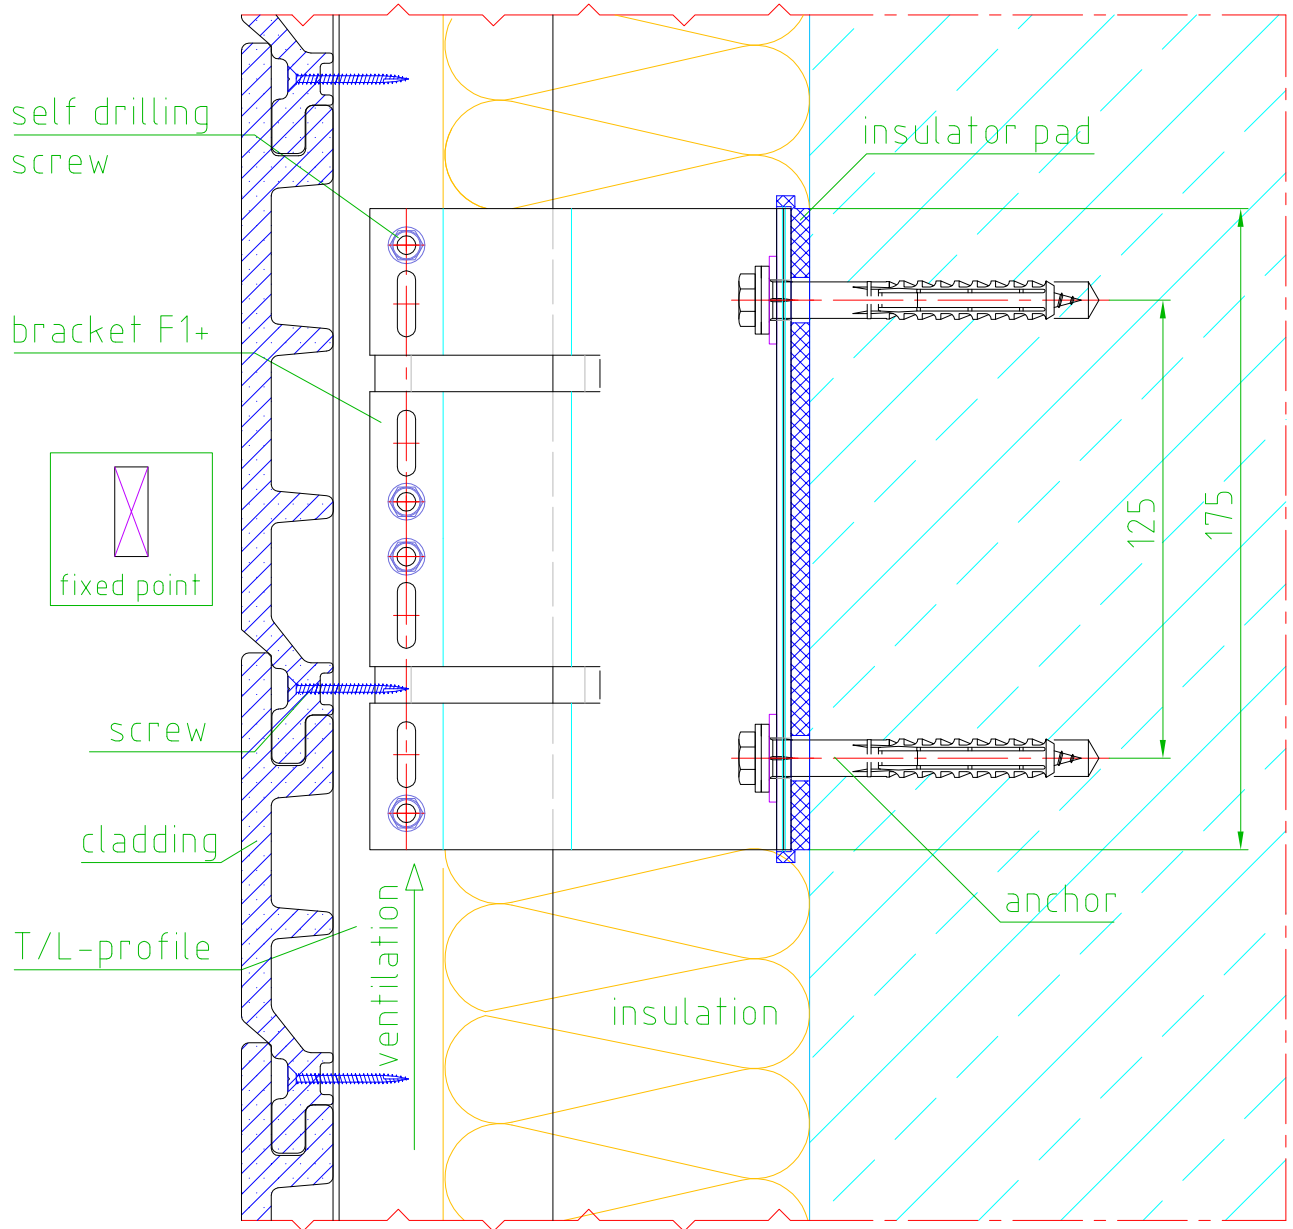 self drilling
screw
insulator pad
bracket F1+
125
175
fixed point
screw
cladding
anchor
T/L-profile
ventilation
insulation